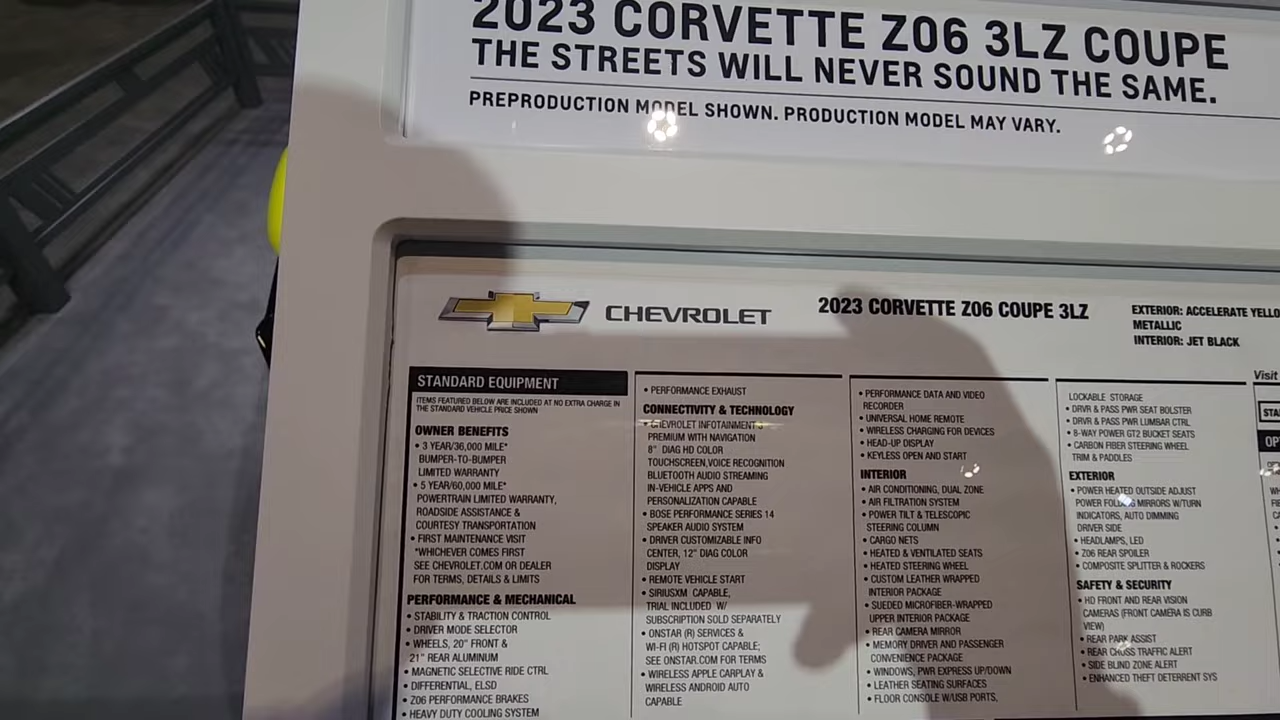 2023 CORVETTE Z06 3LZ COUPE
THE STREETS WILL NEVER SOUND THE SAME.
PREPRODUCTION MODEL SHOWN. PRODUCTION MODEL MAY VARY.
CHEVROLET
2023 CORVETTE Z06 COUPE 3LZ
EXTERIOR: ACCELERATE YELLO
METALLIC
INTERIOR: JET BLACK
STANDARD EQUIPMENT
ITEMS FEATURED BELOW ARE INCLUDED AT NO EXTRA CHARGE IN
THE STANDARD VEHICLE PRICE SHOWN
OWNER BENEFITS
• 3 YEAR/36,000 MILE*
BUMPER-TO-BUMPER
LIMITED WARRANTY
• 5 YEAR/60,000 MILE*
POWERTRAIN LIMITED WARRANTY,
ROADSIDE ASSISTANCE &
COURTESY TRANSPORTATION
• FIRST MAINTENANCE VISIT
*WHICHEVER COMES FIRST
SEE CHEVROLET.COM OR DEALER
FOR TERMS, DETAILS & LIMITS
PERFORMANCE & MECHANICAL
• STABILITY & TRACTION CONTROL
• DRIVER MODE SELECTOR
• WHEELS, 20" FRONT &
21" REAR ALUMINUM
• MAGNETIC SELECTIVE RIDE CTRL
• DIFFERENTIAL, ELSD
• Z06 PERFORMANCE BRAKES
• HEAVY DUTY COOLING SYSTEM
• PERFORMANCE EXHAUST
CONNECTIVITY & TECHNOLOGY
• CHEVROLET INFOTAINMENT
PREMIUM WITH NAVIGATION
8" DIAG HD COLOR
TOUCHSCREEN,VOICE RECOGNITION
BLUETOOTH AUDIO STREAMING
IN-VEHICLE APPS AND
PERSONALIZATION CAPABLE
• BOSE PERFORMANCE SERIES 14
SPEAKER AUDIO SYSTEM
• DRIVER CUSTOMIZABLE INFO
CENTER, 12" DIAG COLOR
DISPLAY
• REMOTE VEHICLE START
• SIRIUSXM CAPABLE,
TRIAL INCLUDED W/
SUBSCRIPTION SOLD SEPARATELY
• ONSTAR (R) SERVICES &
WI-FI (R) HOTSPOT CAPABLE;
SEE ONSTAR.COM FOR TERMS
• WIRELESS APPLE CARPLAY &
WIRELESS ANDROID AUTO
CAPABLE
• PERFORMANCE DATA AND VIDEO
RECORDER
• UNIVERSAL HOME REMOTE
• WIRELESS CHARGING FOR DEVICES
• HEAD-UP DISPLAY
• KEYLESS OPEN AND START
INTERIOR
• AIR CONDITIONING, DUAL ZONE
• AIR FILTRATION SYSTEM
• POWER TILT & TELESCOPIC
STEERING COLUMN
• CARGO NETS
• HEATED & VENTILATED SEATS
• HEATED STEERING WHEEL
• CUSTOM LEATHER WRAPPED
INTERIOR PACKAGE
• SUEDED MICROFIBER-WRAPPED
UPPER INTERIOR PACKAGE
• REAR CAMERA MIRROR
• MEMORY DRIVER AND PASSENGER
CONVENIENCE PACKAGE
• WINDOWS, PWR EXPRESS UP/DOWN
• LEATHER SEATING SURFACES
• FLOOR CONSOLE W/USB PORTS,
LOCKABLE STORAGE
• DRVR & PASS PWR SEAT BOLSTER
• DRVR & PASS PWR LUMBAR CTRL
• 8-WAY POWER GT2 BUCKET SEATS
• CARBON FIBER STEERING WHEEL
TRIM & PADDLES
EXTERIOR
• POWER HEATED OUTSIDE ADJUST
POWER FOLDING MIRRORS W/TURN
INDICATORS, AUTO DIMMING
DRIVER SIDE
• HEADLAMPS, LED
• Z06 REAR SPOILER
• COMPOSITE SPLITTER & ROCKERS
SAFETY & SECURITY
• HD FRONT AND REAR VISION
CAMERAS (FRONT CAMERA IS CURB
VIEW)
• REAR PARK ASSIST
• REAR CROSS TRAFFIC ALERT
• SIDE BLIND ZONE ALERT
• ENHANCED THEFT DETERRENT SYS
Visit
STA
OP